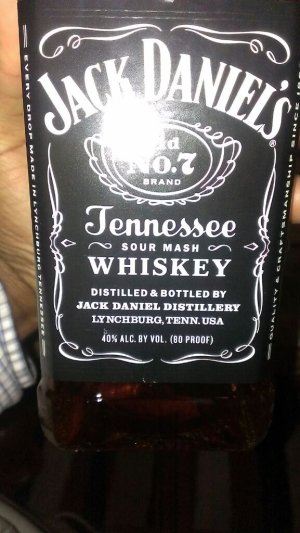 JACK DANIEL'S
No.7
BRAND
Tennessee
SOUR MASH
WHISKEY
DISTILLED & BOTTLED BY
JACK DANIEL DISTILLERY
LYNCHBURG, TENN. USA
40% ALC. BY VOL. (80 PROOF)
EVERY DROP MADE IN LYNCHBURG TENNESSEE
QUALITY & CRAFTSMANSHIP SINCE